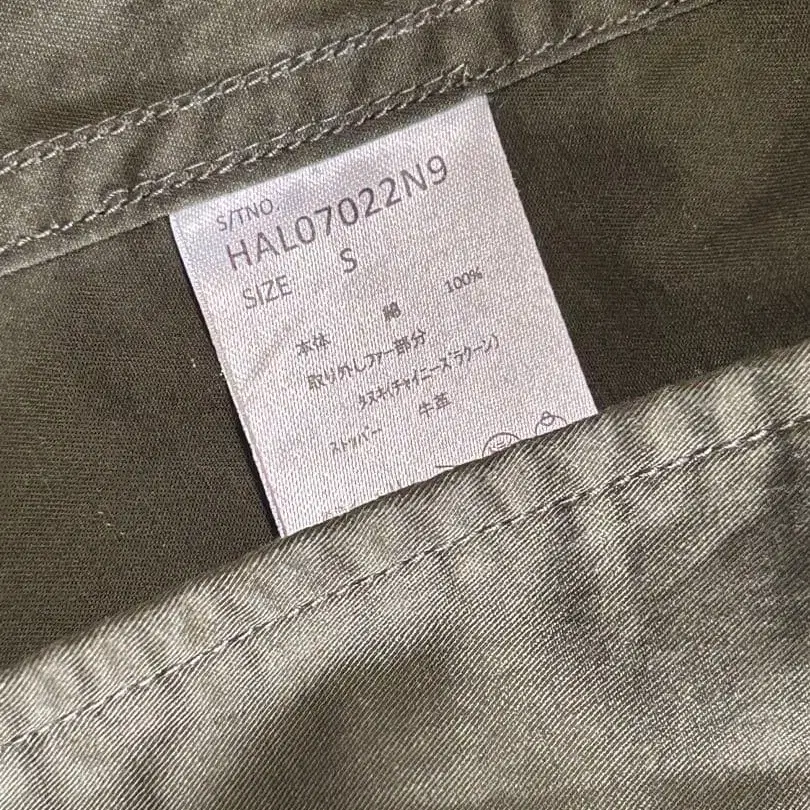 S/TNO.
HAL07022N9
SIZE S
本体 綿 100%
取り外しファー部分
タヌキ(チャイニーズラクーン)
ストッパー 牛革